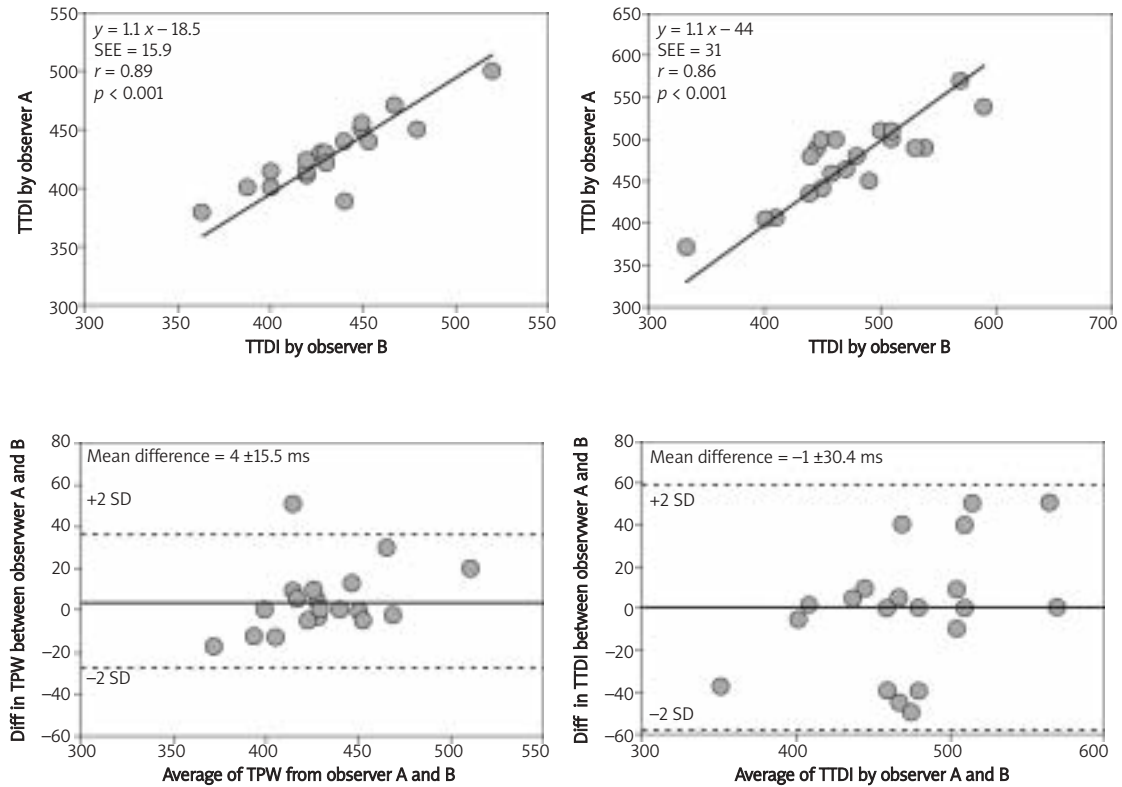 550
500
450
400
350
300
TTDI by observer A
y = 1.1 x – 18.5
SEE = 15.9
r = 0.89
p < 0.001
300 350 400 450 500 550
TTDI by observer B
650
600
550
500
450
400
350
300
TTDI by observer A
y = 1.1 x – 44
SEE = 31
r = 0.86
p < 0.001
300 400 500 600 700
TTDI by observer B
80
60
40
20
0
–20
–40
–60
Diff in TPW between observwer A and B
Mean difference = 4 ±15.5 ms
+2 SD
–2 SD
300 350 400 450 500 550
Average of TPW from observer A and B
80
60
40
20
0
–20
–40
–60
Diff in TTDI between observwer A and B
Mean difference = –1 ±30.4 ms
+2 SD
–2 SD
300 400 500 600
Average of TTDI by observer A and B